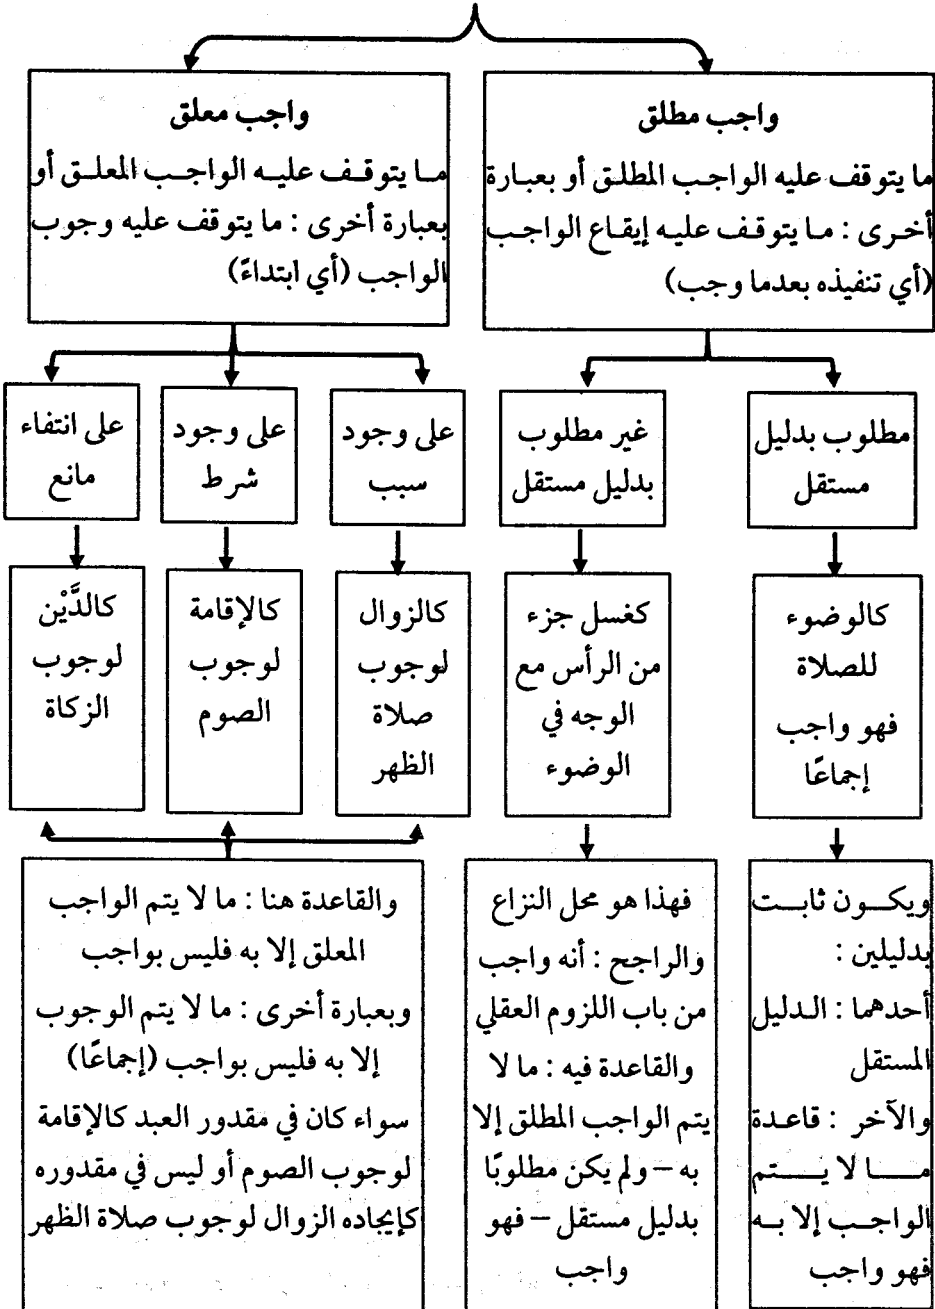 واجب مطلق
ما يتوقف عليه الواجب المطلق أو بعبارة
أخرى : ما يتوقف عليه إيقاع الواجب
(أي تنفيذه بعدما وجب)
واجب معلق
ما يتوقف عليه الواجب المعلق أو
بعبارة أخرى : ما يتوقف عليه وجوب
الواجب (أي ابتداءً)
مطلوب بدليل
مستقل
غير مطلوب
بدليل مستقل
على وجود
سبب
على وجود
شرط
على انتفاء
مانع
كالوضوء
للصلاة
فهو واجب
إجماعًا
كغسل جزء
من الرأس مع
الوجه في
الوضوء
كالزوال
لوجوب
صلاة
الظهر
كالإقامة
لوجوب
الصوم
كالدَّيْن
لوجوب
الزكاة
ويكون ثابت
بدليلين :
أحدهما : الدليل
المستقل
والآخر : قاعدة
ما لا يتم
الواجب إلا به
فهو واجب
فهذا هو محل النزاع
والراجح : أنه واجب
من باب اللزوم العقلي
والقاعدة فيه : ما لا
يتم الواجب المطلق إلا
به – ولم يكن مطلوبًا
بدليل مستقل – فهو
واجب
والقاعدة هنا : ما لا يتم الواجب
المعلق إلا به فليس بواجب
وبعبارة أخرى : ما لا يتم الوجوب
إلا به فليس بواجب (إجماعًا)
سواء كان في مقدور العبد كالإقامة
لوجوب الصوم أو ليس في مقدوره
كإيجاده الزوال لوجوب صلاة الظهر